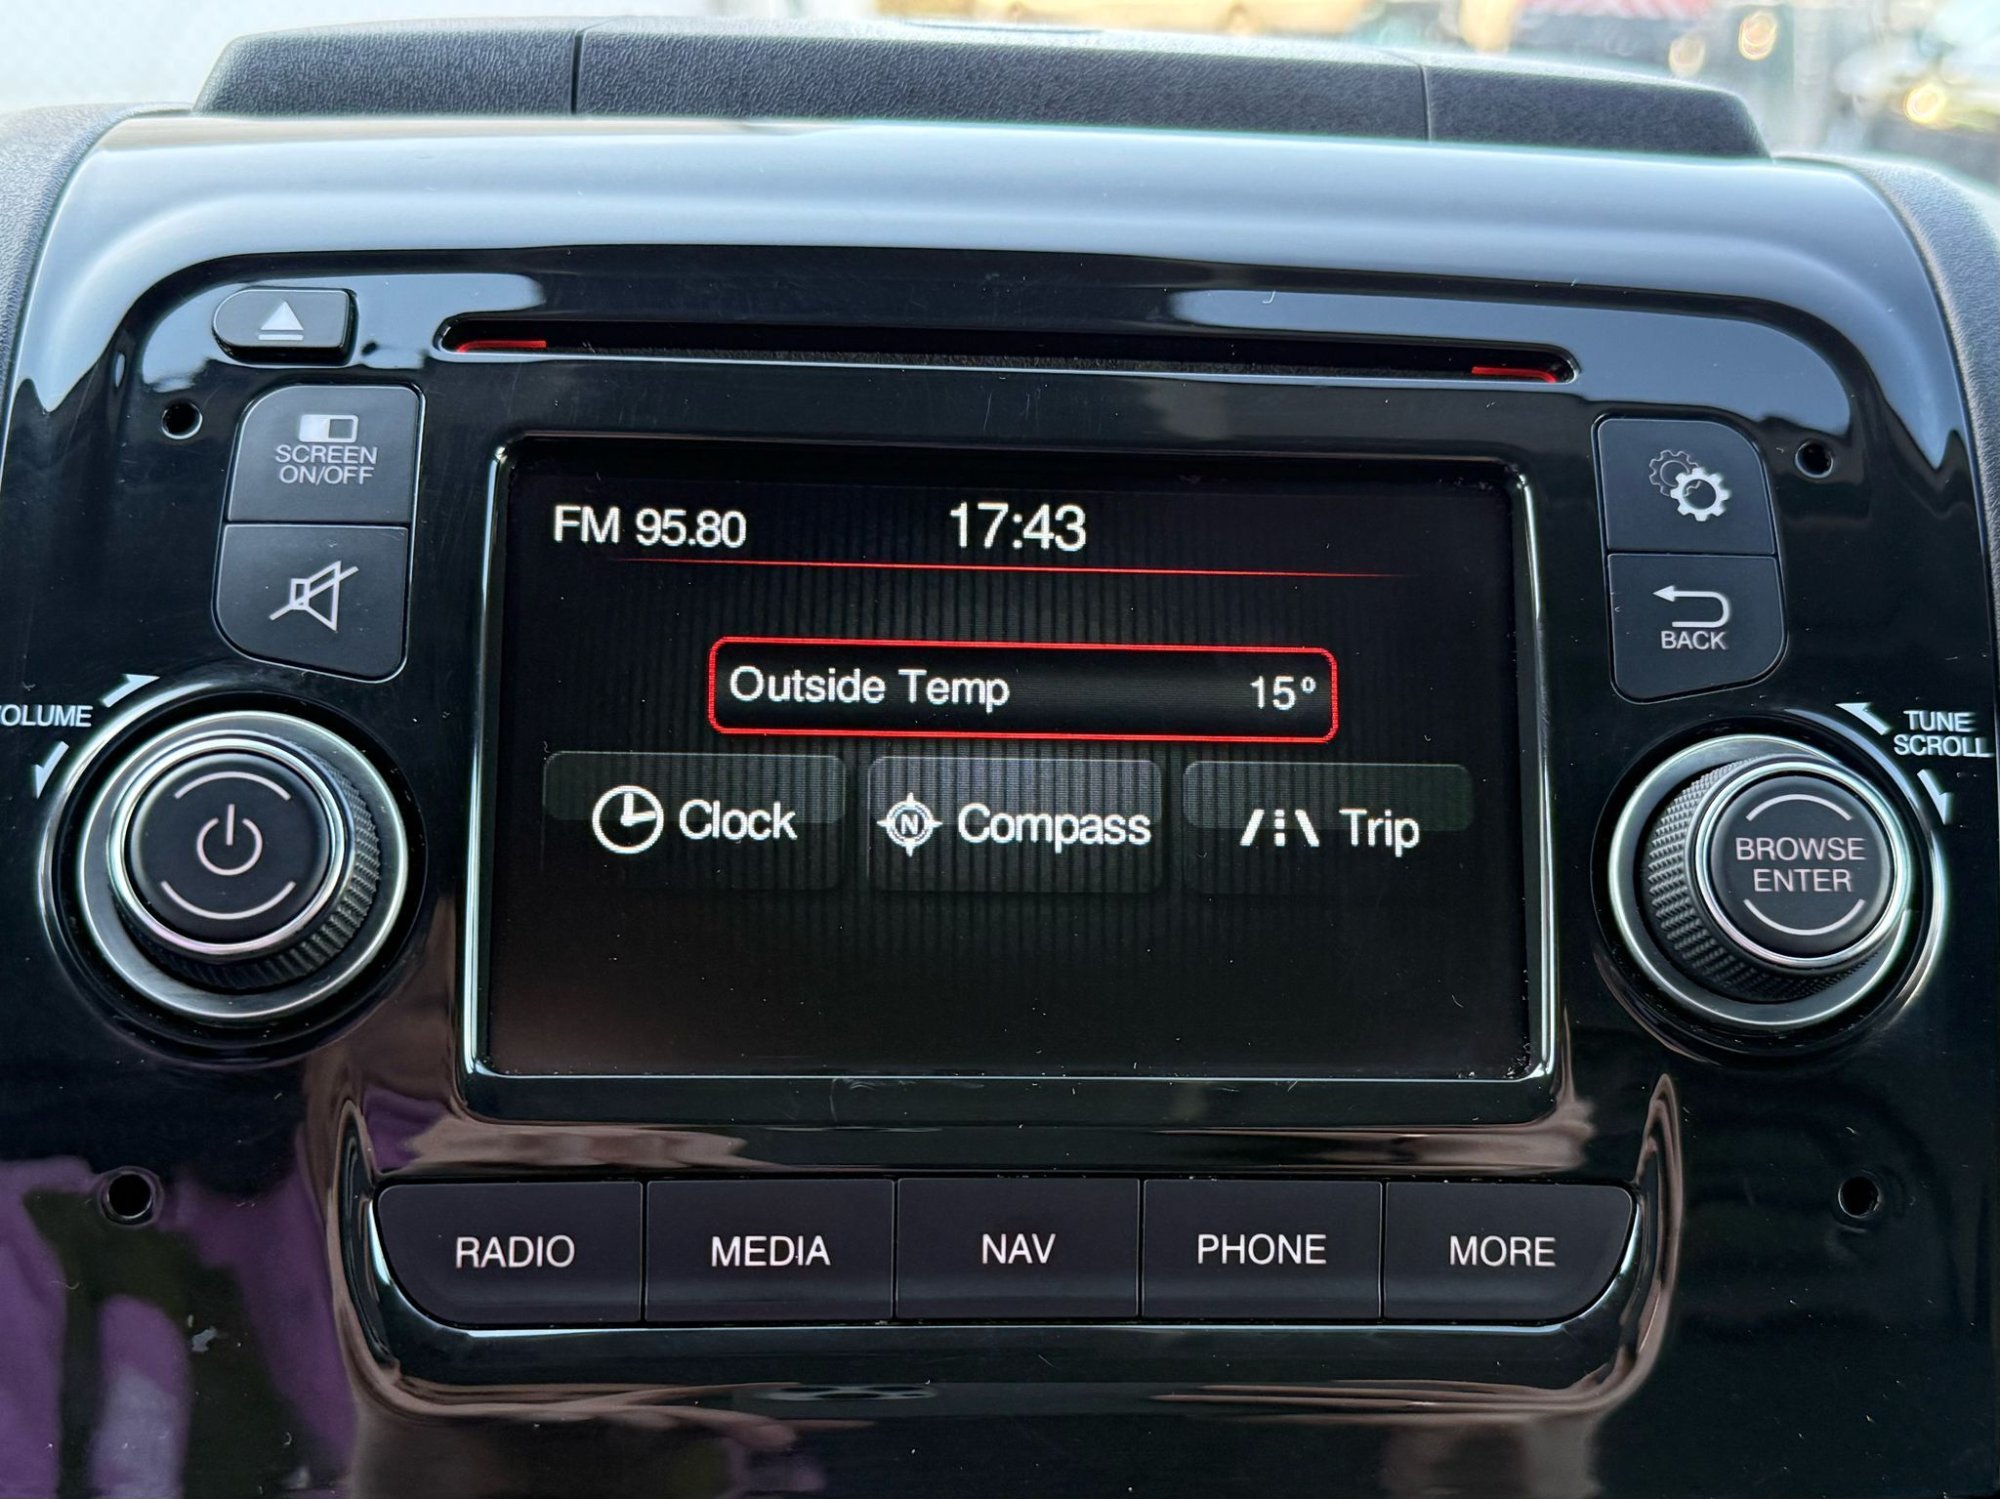 SCREEN
ON/OFF
FM 95.80
17:43
BACK
Outside Temp 15°
OLUME
TUNE
SCROLL
Clock
N
Compass
Trip
BROWSE
ENTER
RADIO
MEDIA
NAV
PHONE
MORE